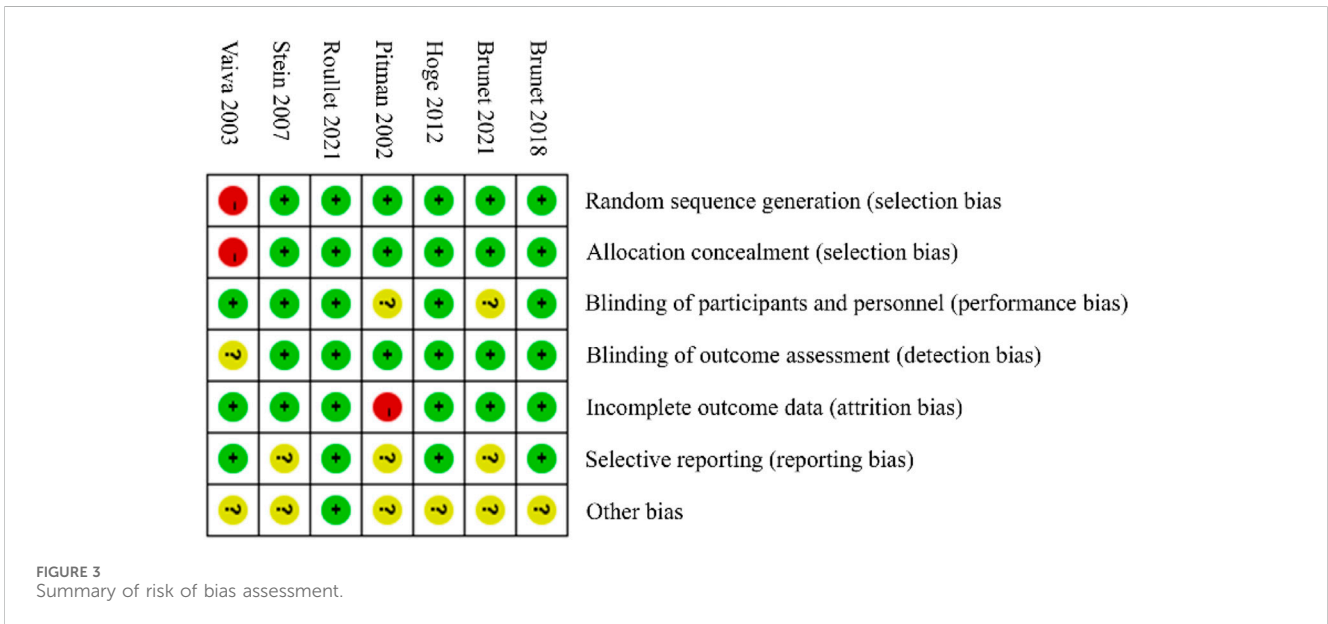 Vaiva 2003
Stein 2007
Roullet 2021
Pitman 2002
Hoge 2012
Brunet 2021
Brunet 2018
- + + + + + + Random sequence generation (selection bias
- + + + + + + Allocation concealment (selection bias)
+ + + ? + ? + Blinding of participants and personnel (performance bias)
? + + + + + + Blinding of outcome assessment (detection bias)
+ + + - + + + Incomplete outcome data (attrition bias)
+ ? + ? + ? + Selective reporting (reporting bias)
? ? + ? ? ? ? Other bias
FIGURE 3
Summary of risk of bias assessment.